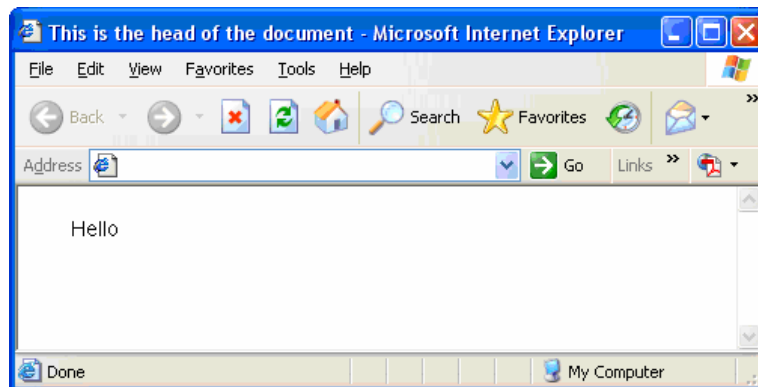 This is the head of the document - Microsoft Internet Explorer
File Edit View Favorites Tools Help
Back Search Favorites
Address Go Links »
Hello
Done My Computer